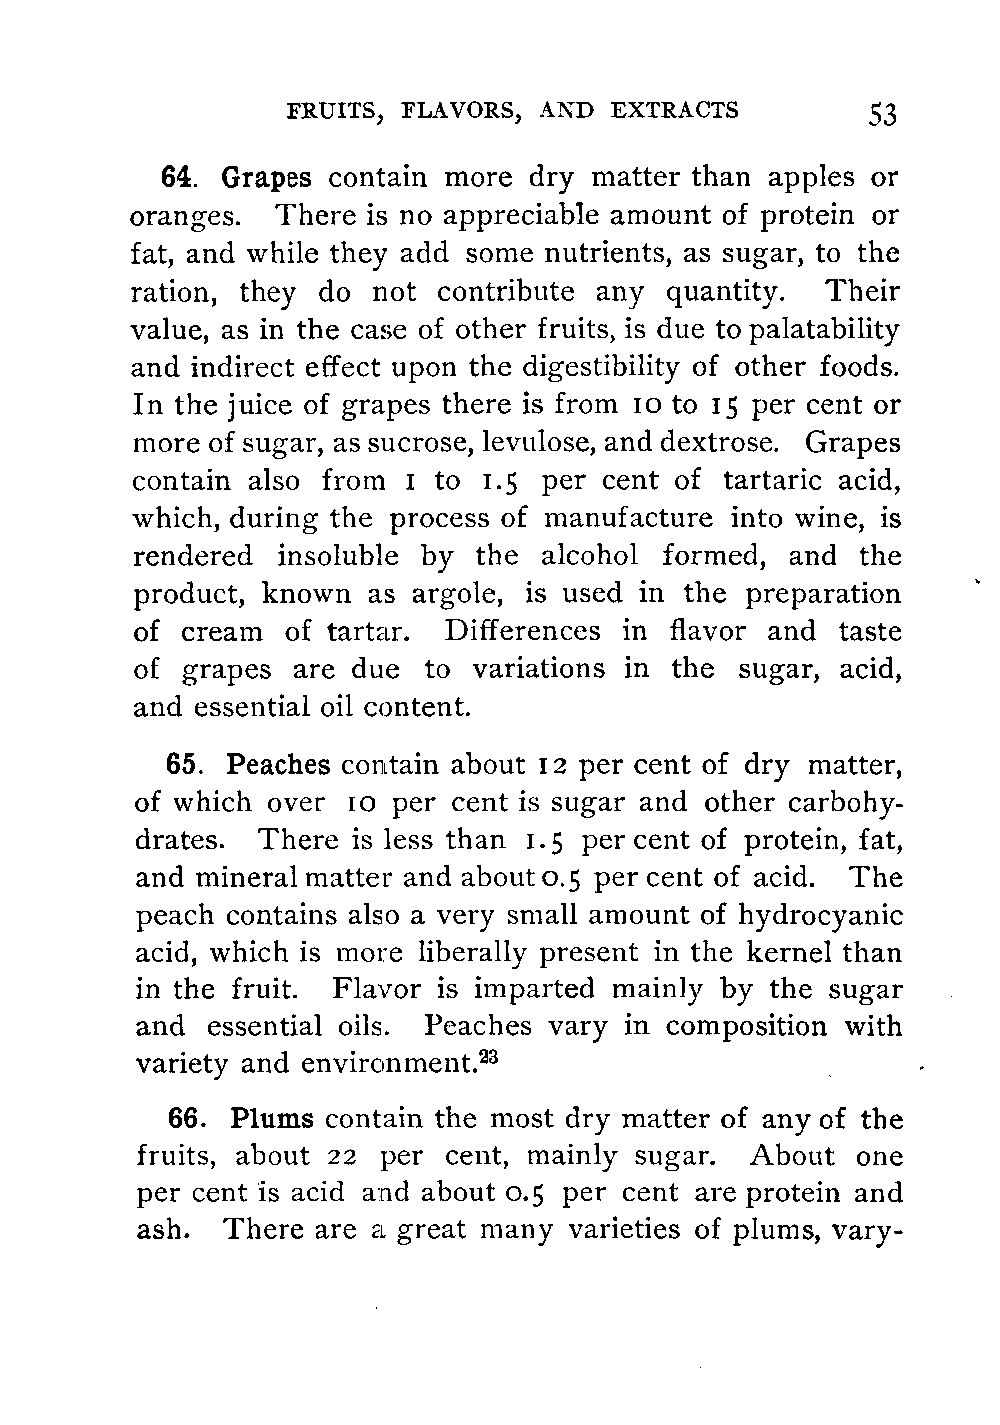 FRUITS, FLAVORS, AND EXTRACTS 53
64. Grapes contain more dry matter than apples or
oranges. There is no appreciable amount of protein or
fat, and while they add some nutrients, as sugar, to the
ration, they do not contribute any quantity. Their
value, as in the case of other fruits, is due to palatability
and indirect effect upon the digestibility of other foods.
In the juice of grapes there is from 10 to 15 per cent or
more of sugar, as sucrose, levulose, and dextrose. Grapes
contain also from 1 to 1.5 per cent of tartaric acid,
which, during the process of manufacture into wine, is
rendered insoluble by the alcohol formed, and the
product, known as argole, is used in the preparation
of cream of tartar. Differences in flavor and taste
of grapes are due to variations in the sugar, acid,
and essential oil content.
65. Peaches contain about 12 per cent of dry matter,
of which over 10 per cent is sugar and other carbohy-
drates. There is less than 1.5 per cent of protein, fat,
and mineral matter and about 0.5 per cent of acid. The
peach contains also a very small amount of hydrocyanic
acid, which is more liberally present in the kernel than
in the fruit. Flavor is imparted mainly by the sugar
and essential oils. Peaches vary in composition with
variety and environment.²³
66. Plums contain the most dry matter of any of the
fruits, about 22 per cent, mainly sugar. About one
per cent is acid and about 0.5 per cent are protein and
ash. There are a great many varieties of plums, vary-